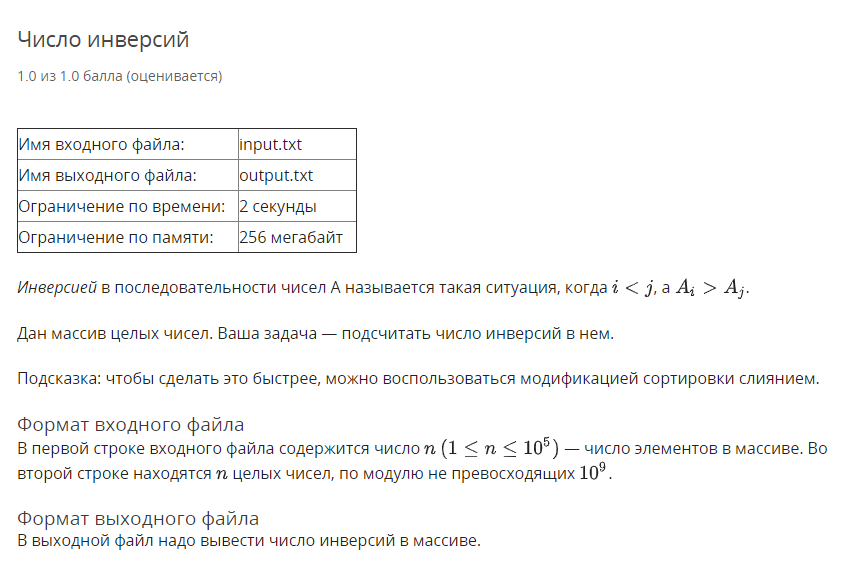 Число инверсий
1.0 из 1.0 балла (оценивается)
Имя входного файла: input.txt
Имя выходного файла: output.txt
Ограничение по времени: 2 секунды
Ограничение по памяти: 256 мегабайт
Инверсией в последовательности чисел A называется такая ситуация, когда i < j, а A_i > A_j.
Дан массив целых чисел. Ваша задача — подсчитать число инверсий в нем.
Подсказка: чтобы сделать это быстрее, можно воспользоваться модификацией сортировки слиянием.
Формат входного файла
В первой строке входного файла содержится число n (1 ≤ n ≤ 10^5) — число элементов в массиве. Во
второй строке находятся n целых чисел, по модулю не превосходящих 10^9.
Формат выходного файла
В выходной файл надо вывести число инверсий в массиве.